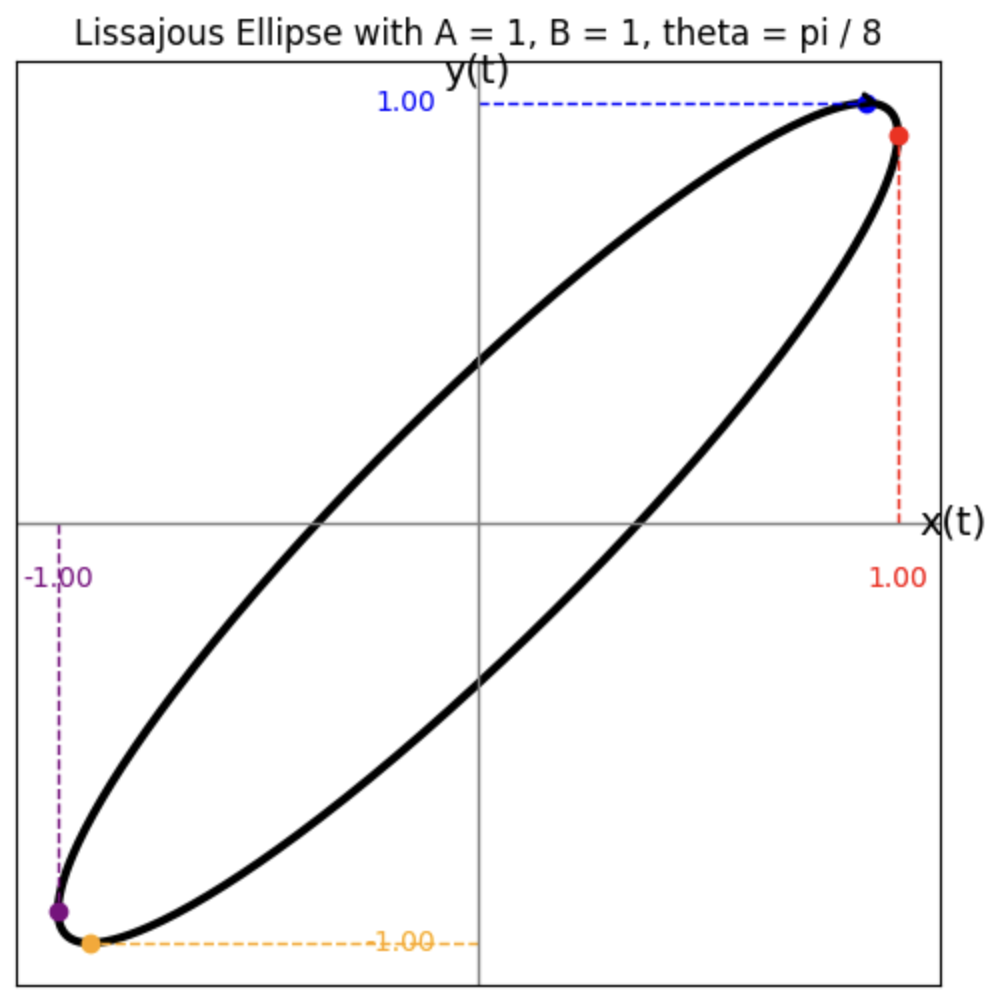 Lissajous Ellipse with A = 1, B = 1, theta = pi / 8
y(t)
1.00
x(t)
-1.00
1.00
-1.00